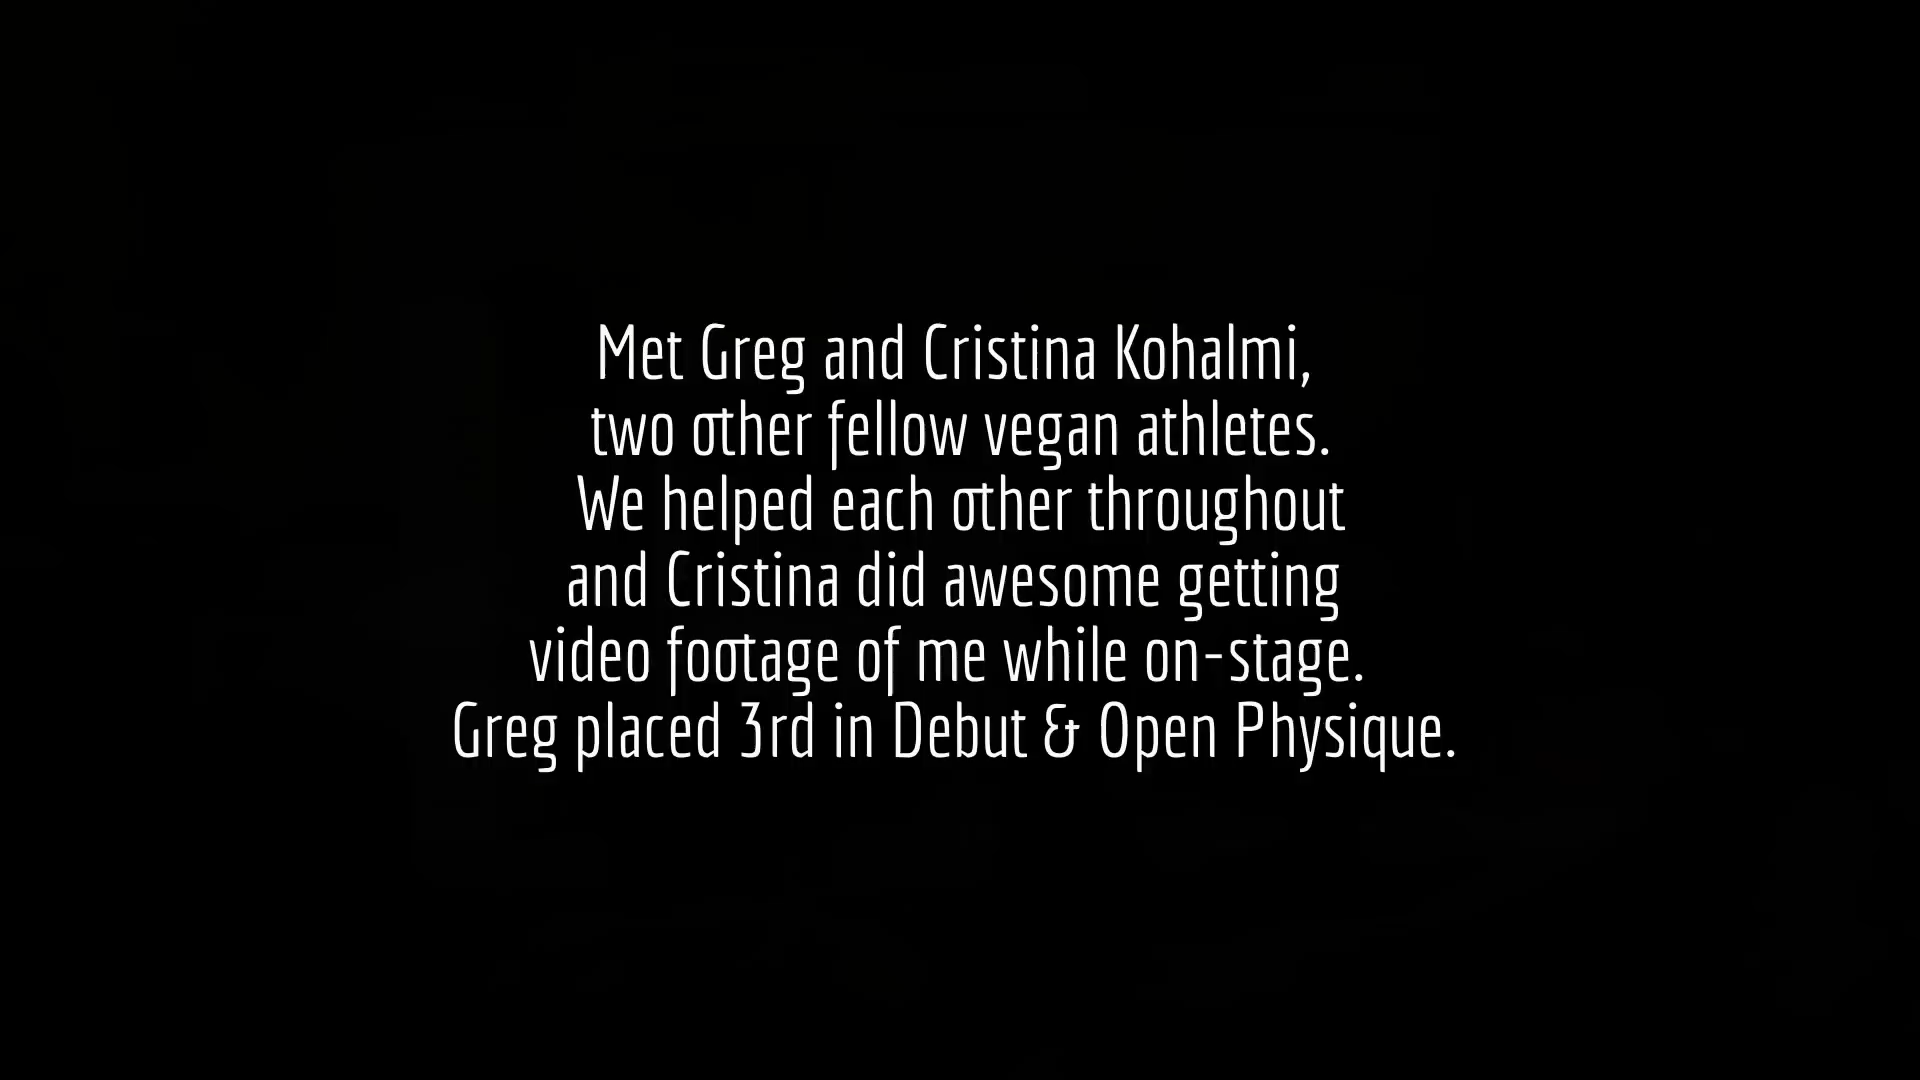 Met Greg and Cristina Kohalmi,
two other fellow vegan athletes.
We helped each other throughout
and Cristina did awesome getting
video footage of me while on-stage.
Greg placed 3rd in Debut & Open Physique.